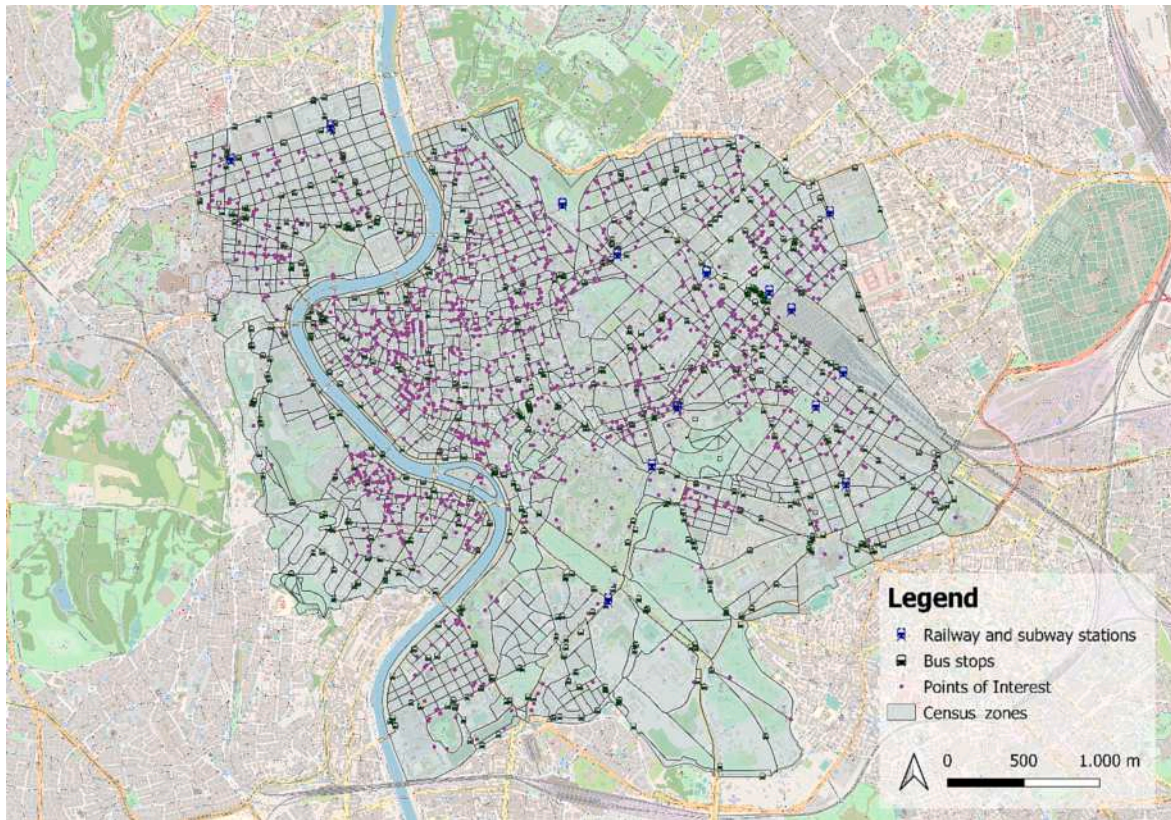 Legend
Railway and subway stations
Bus stops
Points of Interest
Census zones
0 500 1.000 m